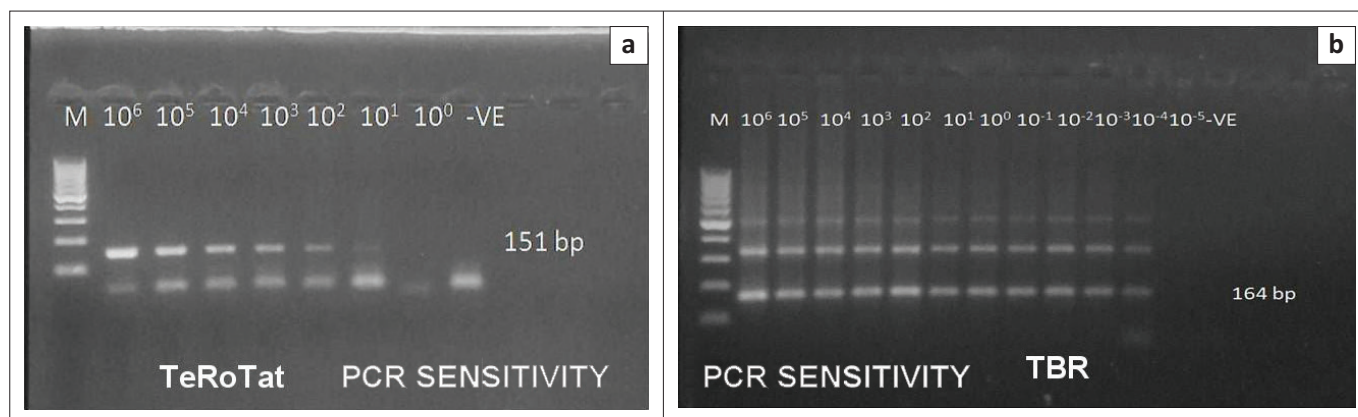 a
M 10⁶ 10⁵ 10⁴ 10³ 10² 10¹ 10⁰ -VE
151 bp
TeRoTat PCR SENSITIVITY
b
M 10⁶ 10⁵ 10⁴ 10³ 10² 10¹ 10⁰ 10⁻¹ 10⁻² 10⁻³ 10⁻⁴ 10⁻⁵-VE
164 bp
PCR SENSITIVITY TBR